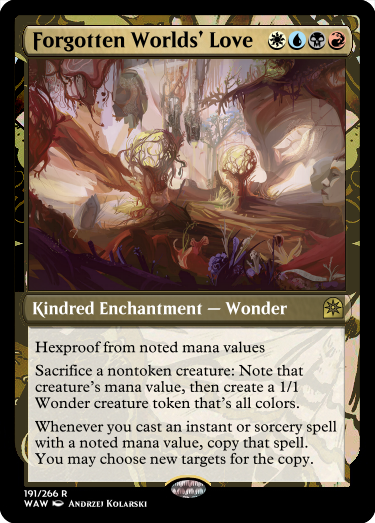 Forgotten Worlds' Love
Kindred Enchantment — Wonder
Hexproof from noted mana values
Sacrifice a nontoken creature: Note that
creature's mana value, then create a 1/1
Wonder creature token that's all colors.
Whenever you cast an instant or sorcery spell
with a noted mana value, copy that spell.
You may choose new targets for the copy.
191/266 R
WAW Andrzej Kolarski